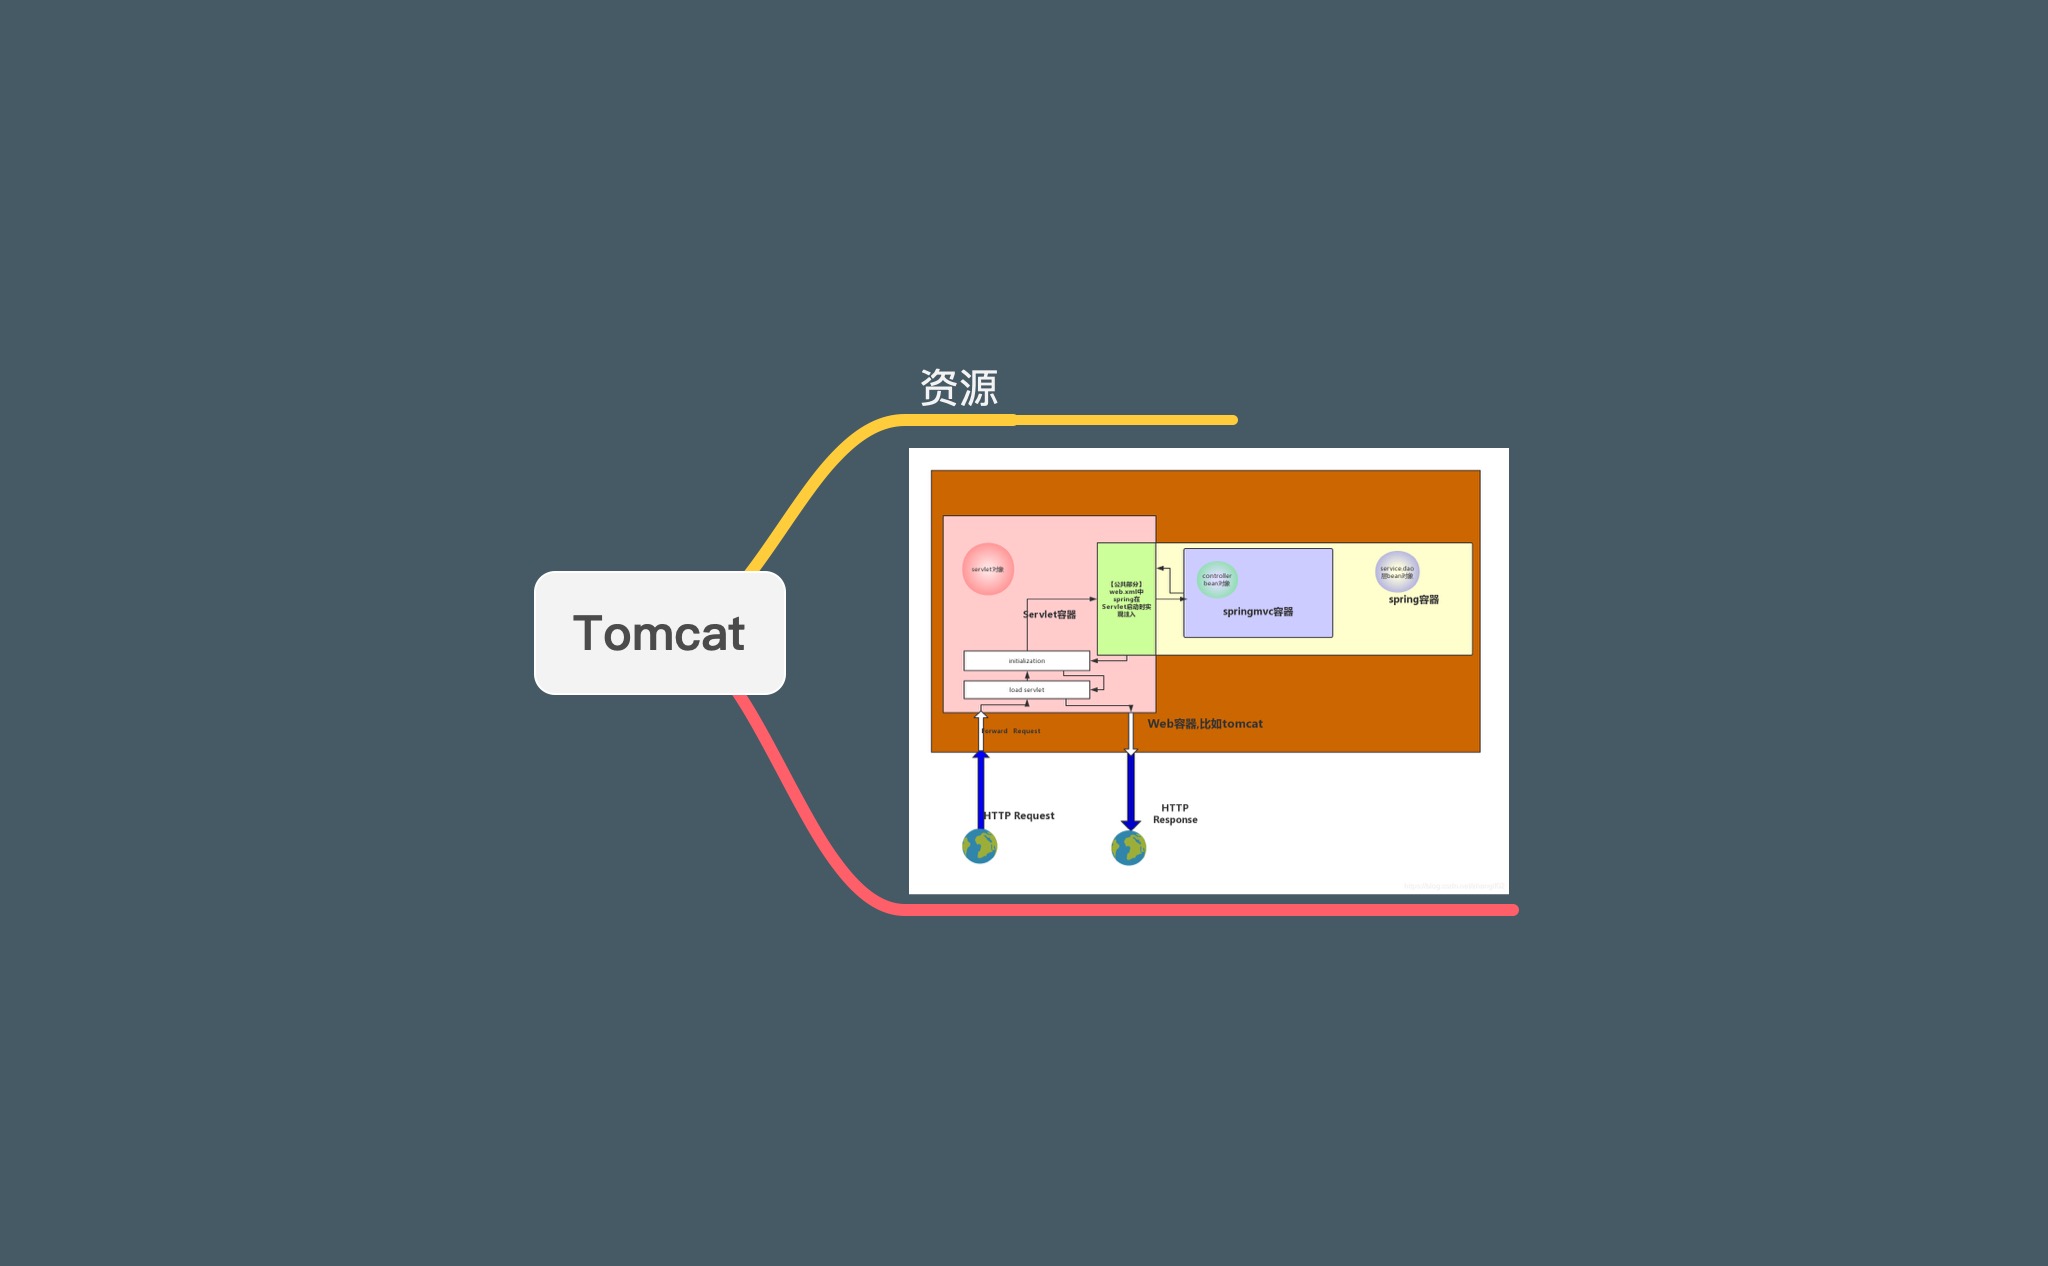 资源
Tomcat
servlet对象
Servlet容器
【公共部分】
web.xml中
spring在
Servlet启动时实
现注入
controller
bean对象
springmvc容器
service.dao
层bean对象
spring容器
initialization
load servlet
Forward Request
Web容器,比如tomcat
HTTP Request
HTTP
Response